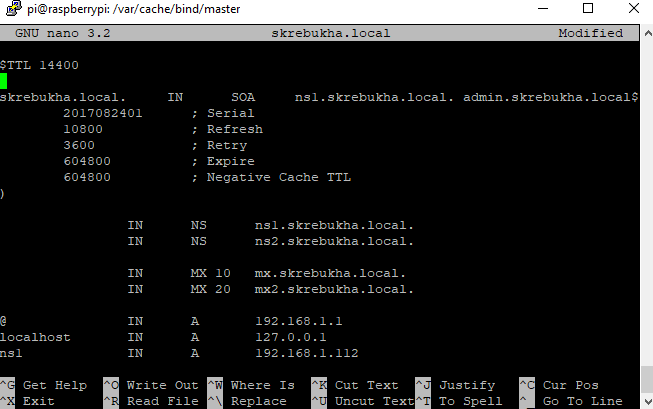 pi@raspberrypi: /var/cache/bind/master
GNU nano 3.2 skrebukha.local Modified
$TTL 14400
skrebukha.local. IN SOA ns1.skrebukha.local. admin.skrebukha.local$
2017082401 ; Serial
10800 ; Refresh
3600 ; Retry
604800 ; Expire
604800 ; Negative Cache TTL
)
IN NS ns1.skrebukha.local.
IN NS ns2.skrebukha.local.
IN MX 10 mx.skrebukha.local.
IN MX 20 mx2.skrebukha.local.
@ IN A 192.168.1.1
localhost IN A 127.0.0.1
ns1 IN A 192.168.1.112
^G Get Help ^O Write Out ^W Where Is ^K Cut Text ^J Justify ^C Cur Pos
^X Exit ^R Read File ^\ Replace ^U Uncut Text ^T To Spell ^_ Go To Line